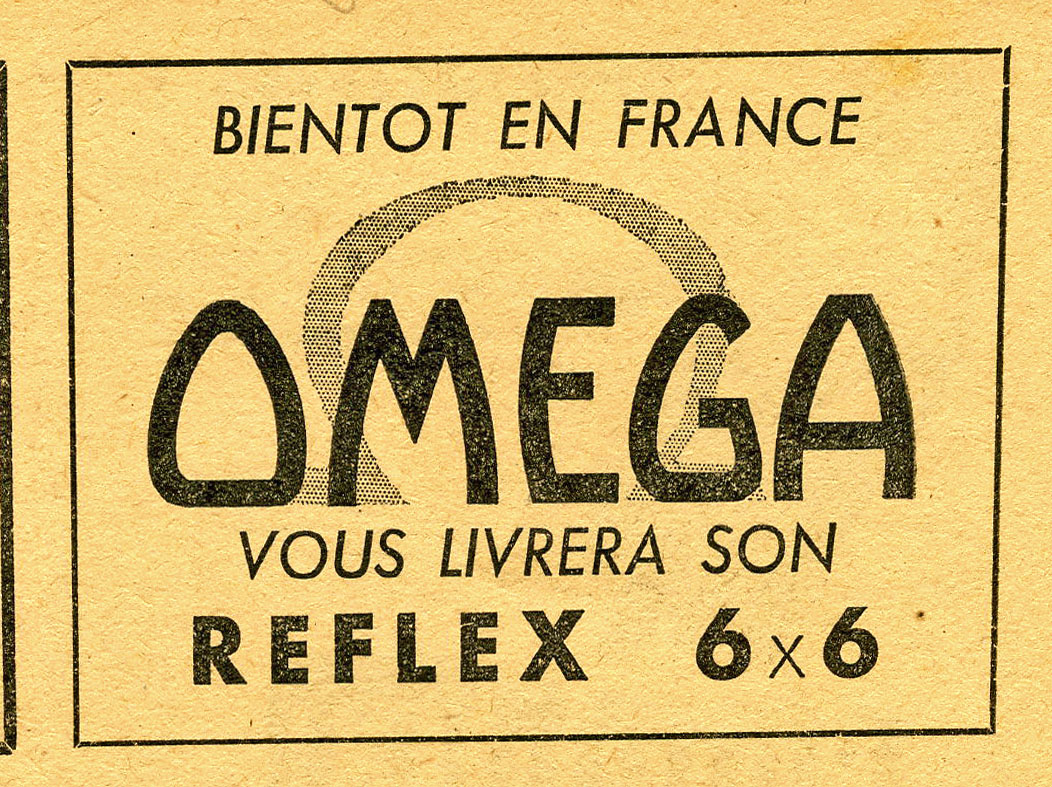 BIENTOT EN FRANCE
OMEGA
VOUS LIVRERA SON
REFLEX 6x6